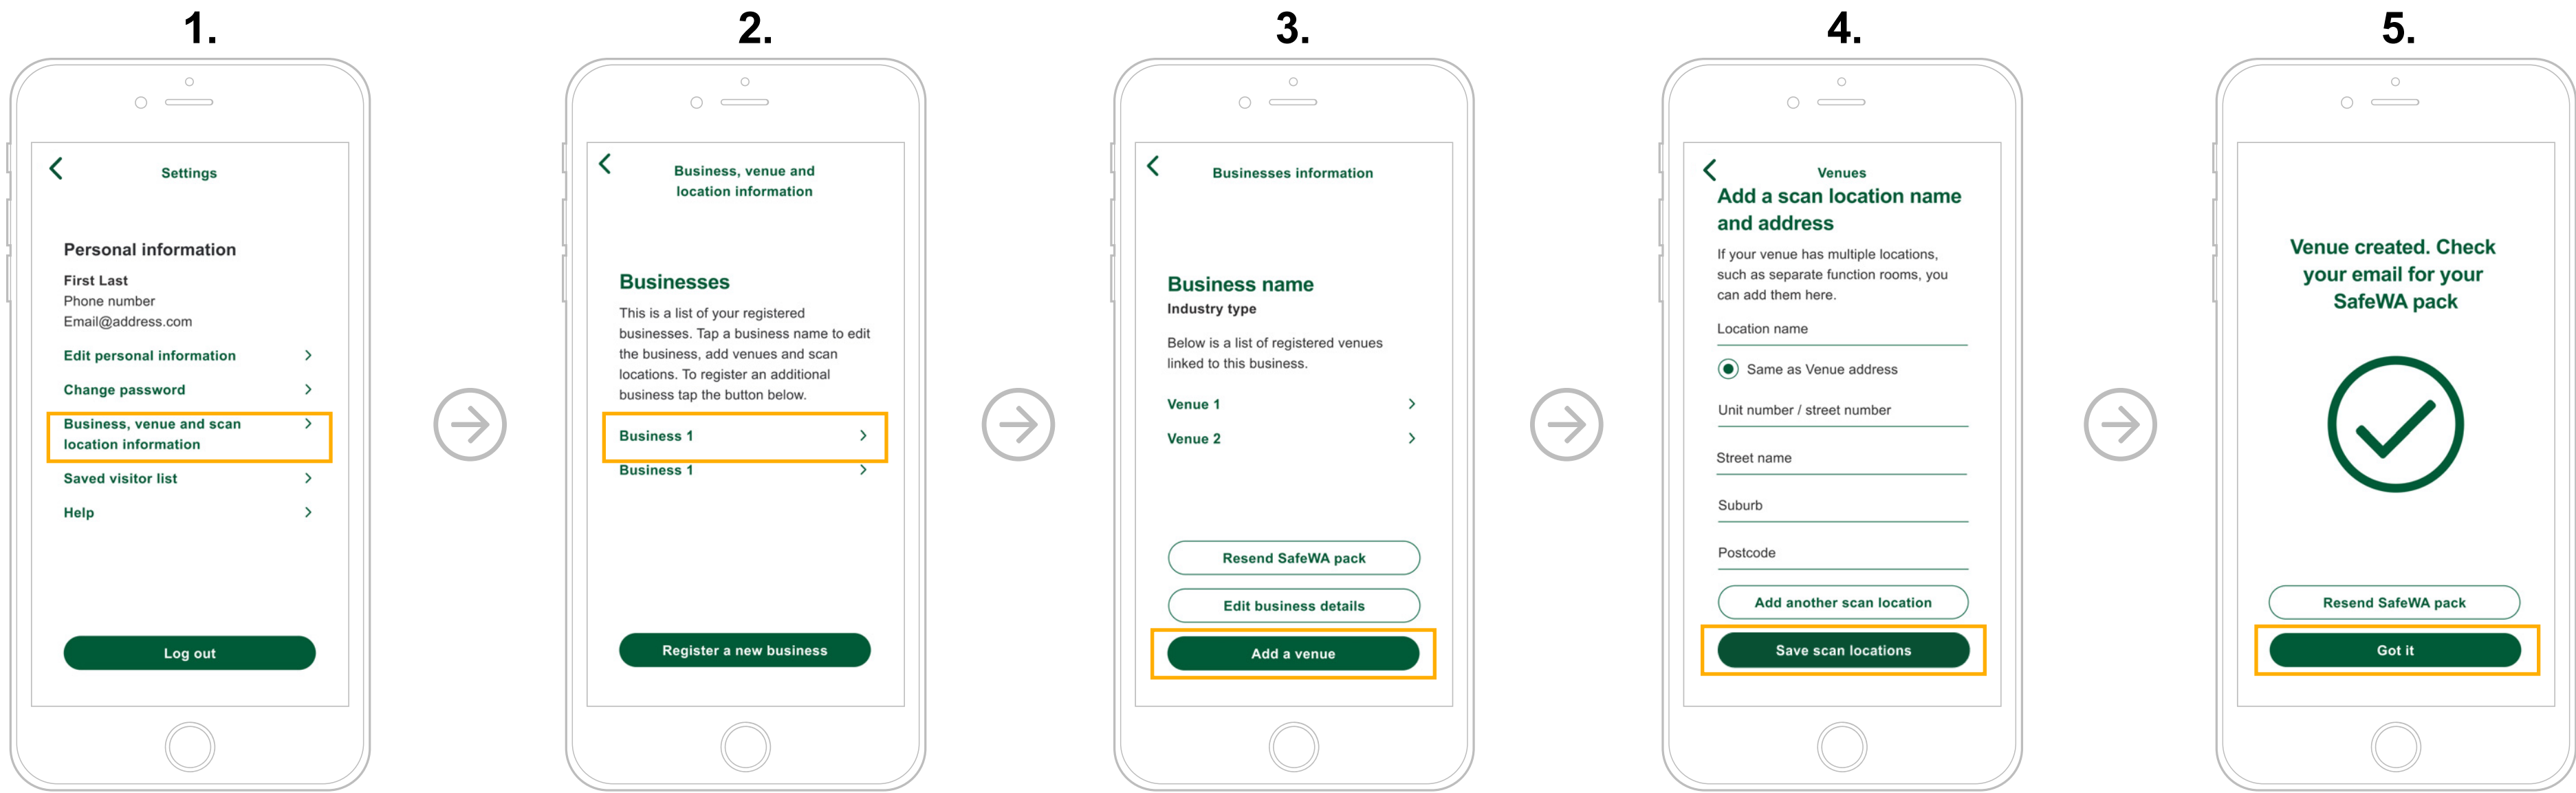 1.
Settings
Personal information
First Last
Phone number
Email@address.com
Edit personal information
Change password
Business, venue and scan
location information
Saved visitor list
Help
Log out
2.
Business, venue and
location information
Businesses
This is a list of your registered
businesses. Tap a business name to edit
the business, add venues and scan
locations. To register an additional
business tap the button below.
Business 1
Business 1
Register a new business
3.
Businesses information
Business name
Industry type
Below is a list of registered venues
linked to this business.
Venue 1
Venue 2
Resend SafeWA pack
Edit business details
Add a venue
4.
Venues
Add a scan location name
and address
If your venue has multiple locations,
such as separate function rooms, you
can add them here.
Location name
Same as Venue address
Unit number / street number
Street name
Suburb
Postcode
Add another scan location
Save scan locations
5.
Venue created. Check
your email for your
SafeWA pack
Resend SafeWA pack
Got it